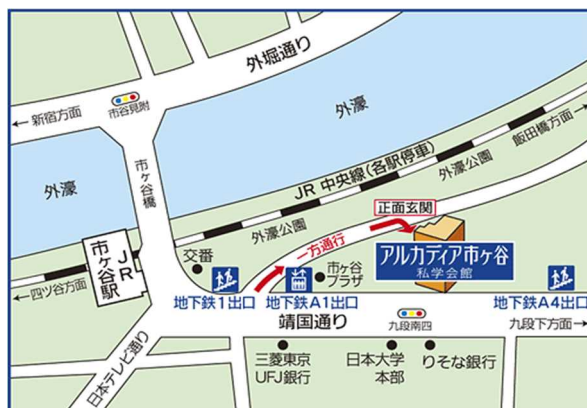 外堀通り
←新宿方面
市谷見附
外濠
飯田橋方面→
外濠
市ヶ谷橋
JR 中央線(各駅停車)
外濠公園
外濠公園
正面玄関
一方通行
アルカディア市ヶ谷
私学会館
交番
市ヶ谷
プラザ
JR
市ヶ谷駅
←四ツ谷方面
地下鉄1出口
地下鉄A1出口
地下鉄A4出口
靖国通り
九段南四
九段下方面→
日本テレビ通り
三菱東京
UFJ銀行
日本大学
本部
りそな銀行